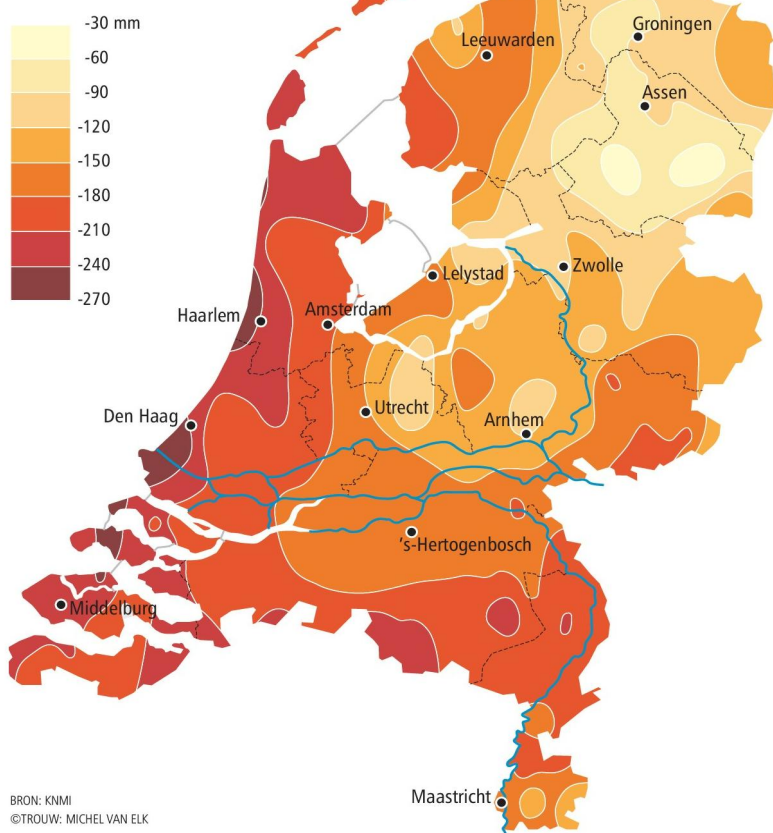 -30 mm
-60
-90
-120
-150
-180
-210
-240
-270
Groningen
Leeuwarden
Assen
Zwolle
Lelystad
Haarlem
Amsterdam
Utrecht
Den Haag
Arnhem
's-Hertogenbosch
Middelburg
Maastricht
BRON: KNMI
©TROUW: MICHEL VAN ELK